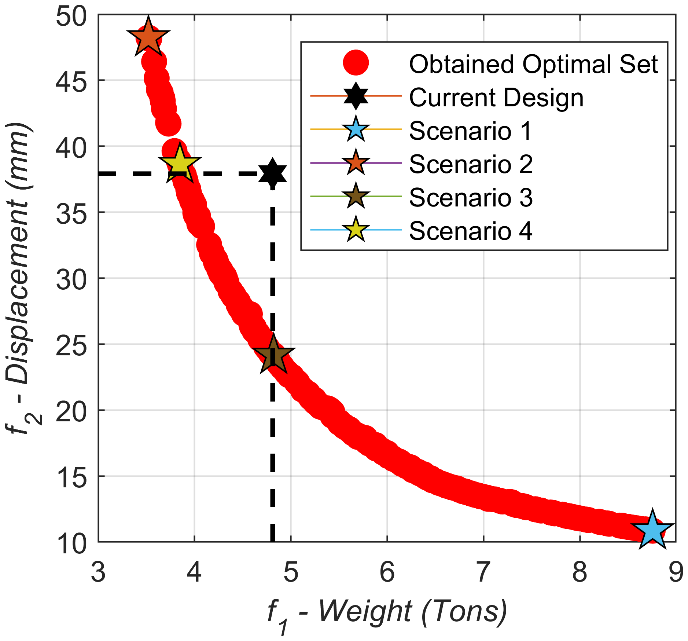 50
45
40
35
30
25
20
15
10
f2 - Displacement (mm)
Obtained Optimal Set
Current Design
Scenario 1
Scenario 2
Scenario 3
Scenario 4
3 4 5 6 7 8 9
f1 - Weight (Tons)